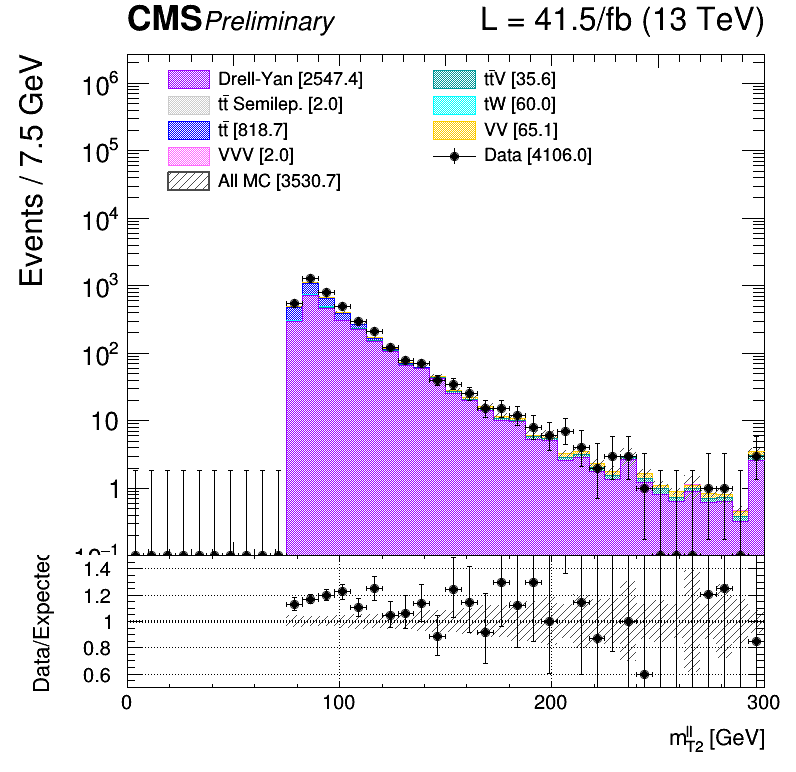 CMS Preliminary L = 41.5/fb (13 TeV)
Events / 7.5 GeV
Drell-Yan [2547.4]
tt̄ Semilep. [2.0]
tt̄ [818.7]
VVV [2.0]
All MC [3530.7]
tt̄V [35.6]
tW [60.0]
VV [65.1]
Data [4106.0]
10⁶
10⁵
10⁴
10³
10²
10
1
10⁻¹
Data/Expected
1.4
1.2
1
0.8
0.6
0 100 200 300
m_{T2}^{ll} [GeV]